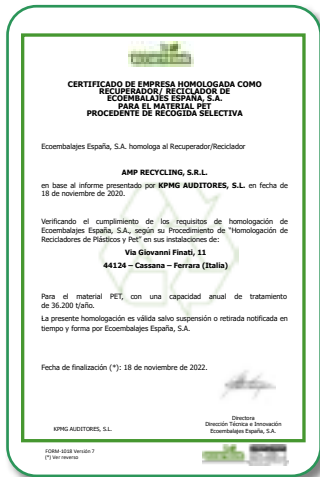 CERTIFICADO DE EMPRESA HOMOLOGADA COMO
RECUPERADOR/ RECICLADOR DE
ECOEMBALAJES ESPAÑA, S.A.
PARA EL MATERIAL PET
PROCEDENTE DE RECOGIDA SELECTIVA
Ecoembalajes España, S.A. homologa al Recuperador/Reciclador
AMP RECYCLING, S.R.L.
en base al informe presentado por KPMG AUDITORES, S.L. en fecha de
18 de noviembre de 2020.
Verificando el cumplimiento de los requisitos de homologación de
Ecoembalajes España, S.A., según su Procedimiento de "Homologación de
Recicladores de Plásticos y Pet" en sus instalaciones de:
Via Giovanni Finati, 11
44124 – Cassana – Ferrara (Italia)
Para el material PET, con una capacidad anual de tratamiento
de 36.200 t/año.
La presente homologación es válida salvo suspensión o retirada notificada en
tiempo y forma por Ecoembalajes España, S.A.
Fecha de finalización (*): 18 de noviembre de 2022.
Directora
Dirección Técnica e Innovación
KPMG AUDITORES, S.L.
Ecoembalajes España, S.A.
FORM-1018 Versión 7
(*) Ver reverso